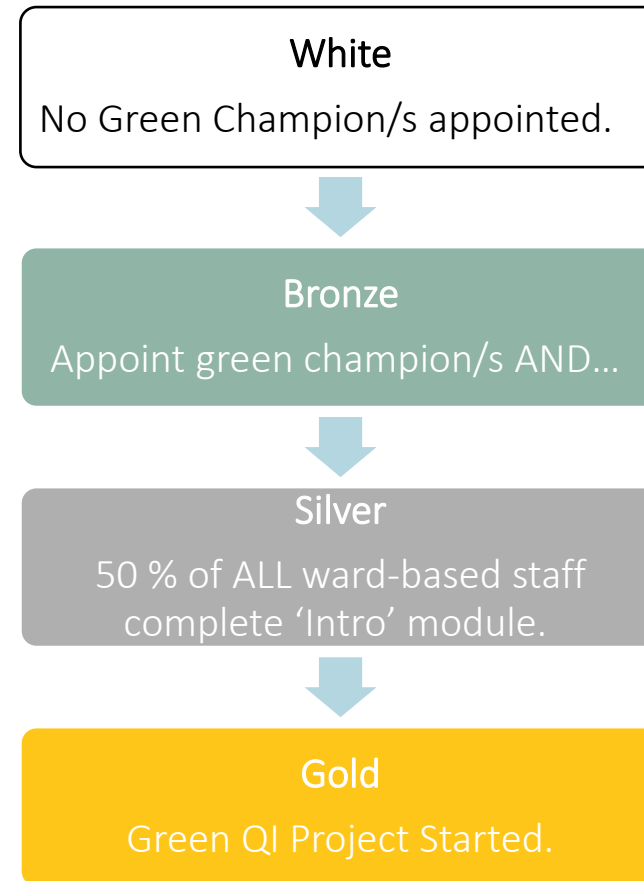 White
No Green Champion/s appointed.
Bronze
Appoint green champion/s AND…
Silver
50 % of ALL ward-based staff
complete ‘Intro’ module.
Gold
Green QI Project Started.